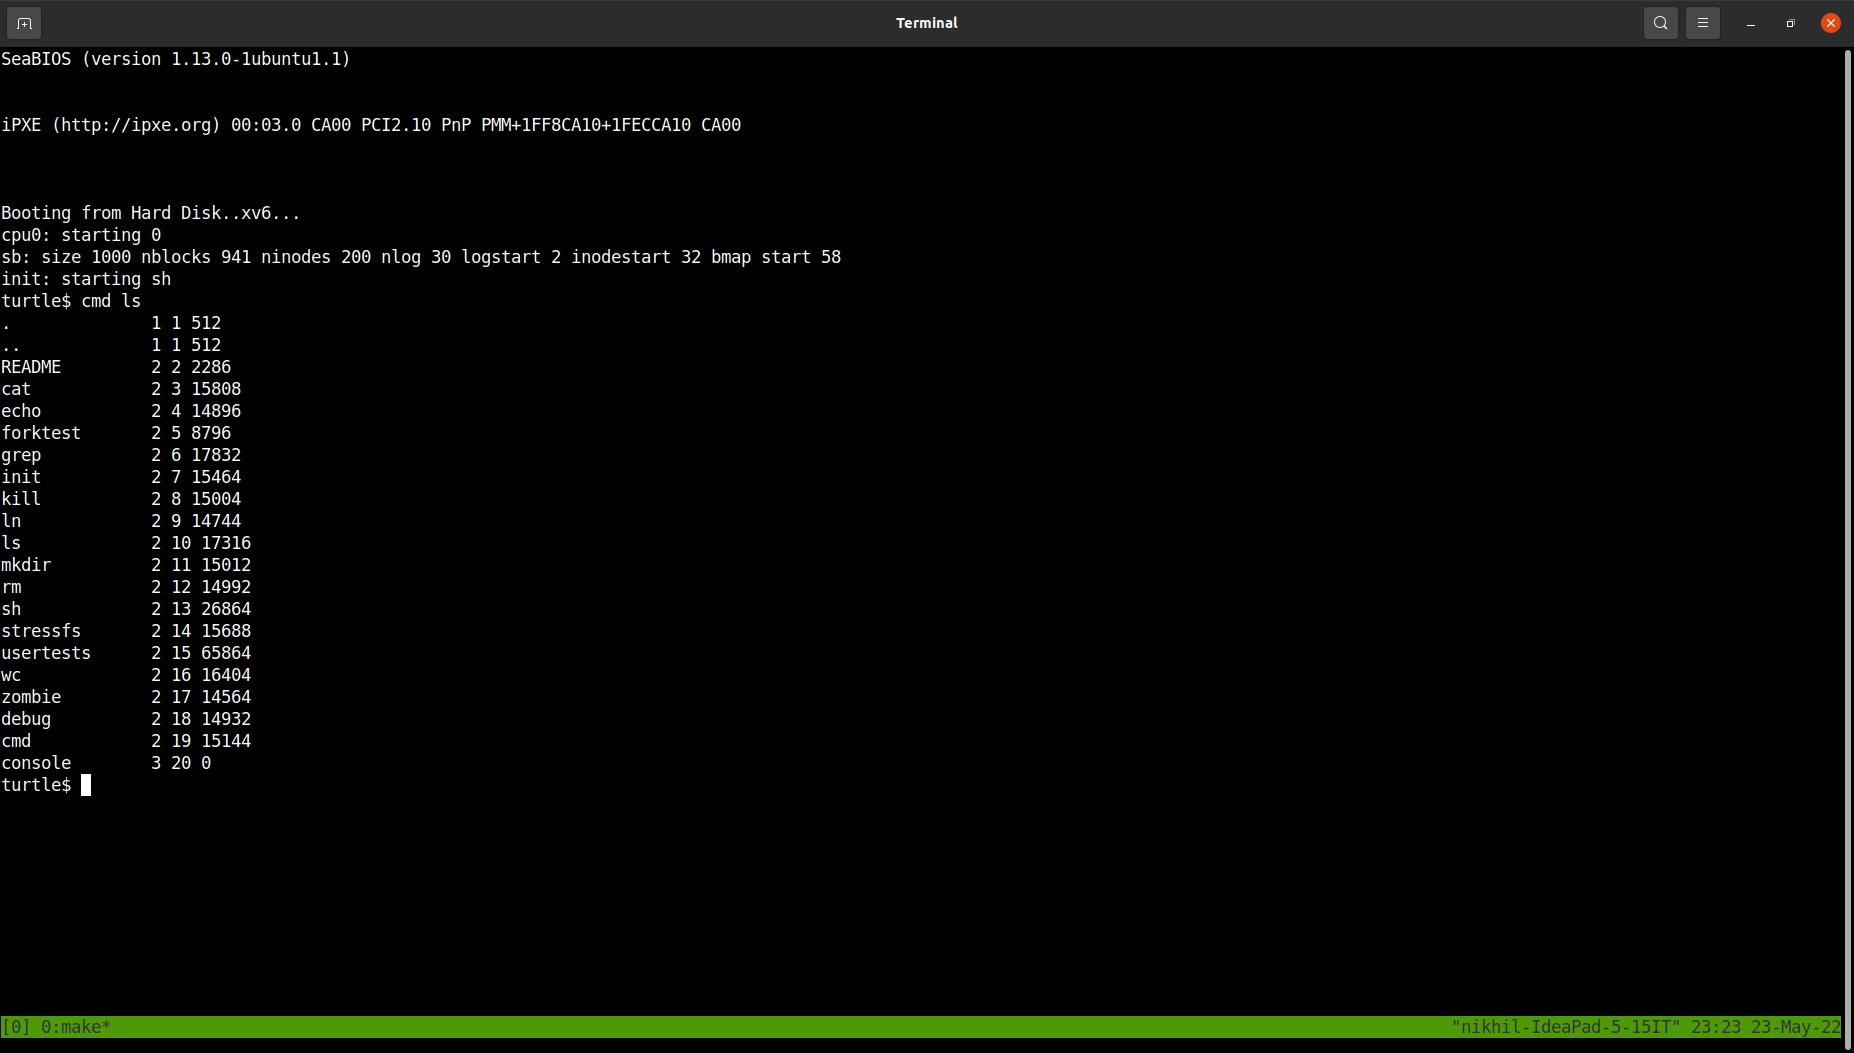 Terminal
SeaBIOS (version 1.13.0-1ubuntu1.1)
iPXE (http://ipxe.org) 00:03.0 CA00 PCI2.10 PnP PMM+1FF8CA10+1FECCA10 CA00
Booting from Hard Disk..xv6...
cpu0: starting 0
sb: size 1000 nblocks 941 ninodes 200 nlog 30 logstart 2 inodestart 32 bmap start 58
init: starting sh
turtle$ cmd ls
.              1 1 512
..             1 1 512
README         2 2 2286
cat            2 3 15808
echo           2 4 14896
forktest       2 5 8796
grep           2 6 17832
init           2 7 15464
kill           2 8 15004
ln             2 9 14744
ls             2 10 17316
mkdir          2 11 15012
rm             2 12 14992
sh             2 13 26864
stressfs       2 14 15688
usertests      2 15 65864
wc             2 16 16404
zombie         2 17 14564
debug          2 18 14932
cmd            2 19 15144
console        3 20 0
turtle$
[0] 0:make* "nikhil-IdeaPad-5-15IT" 23:23 23-May-22